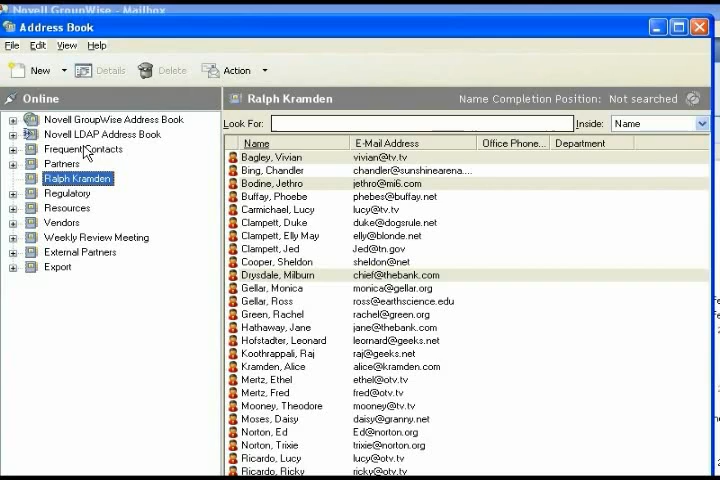 Novell GroupWise - Mailbox
Address Book
File Edit View Help
New Details Delete Action
Online
Novell GroupWise Address Book
Novell LDAP Address Book
Frequent Contacts
Partners
Ralph Kramden
Regulatory
Resources
Vendors
Weekly Review Meeting
External Partners
Export
Ralph Kramden Name Completion Position: Not searched
Look For: Inside: Name
Name E-Mail Address Office Phone... Department
Bagley, Vivian vivian@tv.tv
Bing, Chandler chandler@sunshinearena....
Bodine, Jethro jethro@mi6.com
Buffay, Phoebe phebes@buffay.net
Carmichael, Lucy lucy@tv.tv
Clampett, Duke duke@dogsrule.net
Clampett, Elly May elly@blonde.net
Clampett, Jed Jed@tn.gov
Cooper, Sheldon sheldon@net
Drysdale, Milburn chief@thebank.com
Gellar, Monica monica@gellar.org
Gellar, Ross ross@earthscience.edu
Green, Rachel rachel@green.org
Hathaway, Jane jane@thebank.com
Hofstadter, Leonard leornard@geeks.net
Koothrappali, Raj raj@geeks.net
Kramden, Alice alice@kramden.com
Mertz, Ethel ethel@otv.tv
Mertz, Fred fred@otv.tv
Mooney, Theodore mooney@tv.tv
Moses, Daisy daisy@granny.net
Norton, Ed Ed@norton.org
Norton, Trixie trixie@norton.org
Ricardo, Lucy lucy@otv.tv
Ricardo, Ricky ricky@otv.tv